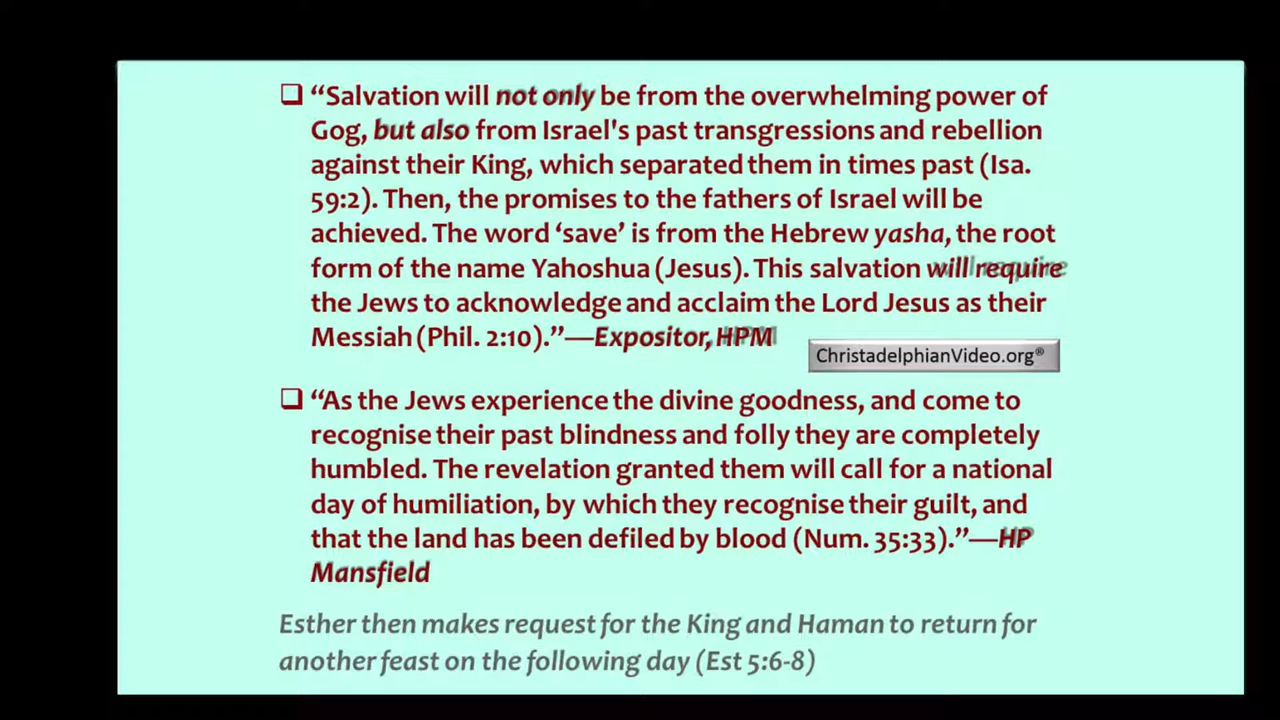 ❑ “Salvation will not only be from the overwhelming power of
Gog, but also from Israel's past transgressions and rebellion
against their King, which separated them in times past (Isa.
59:2). Then, the promises to the fathers of Israel will be
achieved. The word ‘save’ is from the Hebrew yasha, the root
form of the name Yahoshua (Jesus). This salvation will require
the Jews to acknowledge and acclaim the Lord Jesus as their
Messiah (Phil. 2:10).”—Expositor, HPM
ChristadelphianVideo.org®
❑ “As the Jews experience the divine goodness, and come to
recognise their past blindness and folly they are completely
humbled. The revelation granted them will call for a national
day of humiliation, by which they recognise their guilt, and
that the land has been defiled by blood (Num. 35:33).”—HP
Mansfield
Esther then makes request for the King and Haman to return for
another feast on the following day (Est 5:6-8)